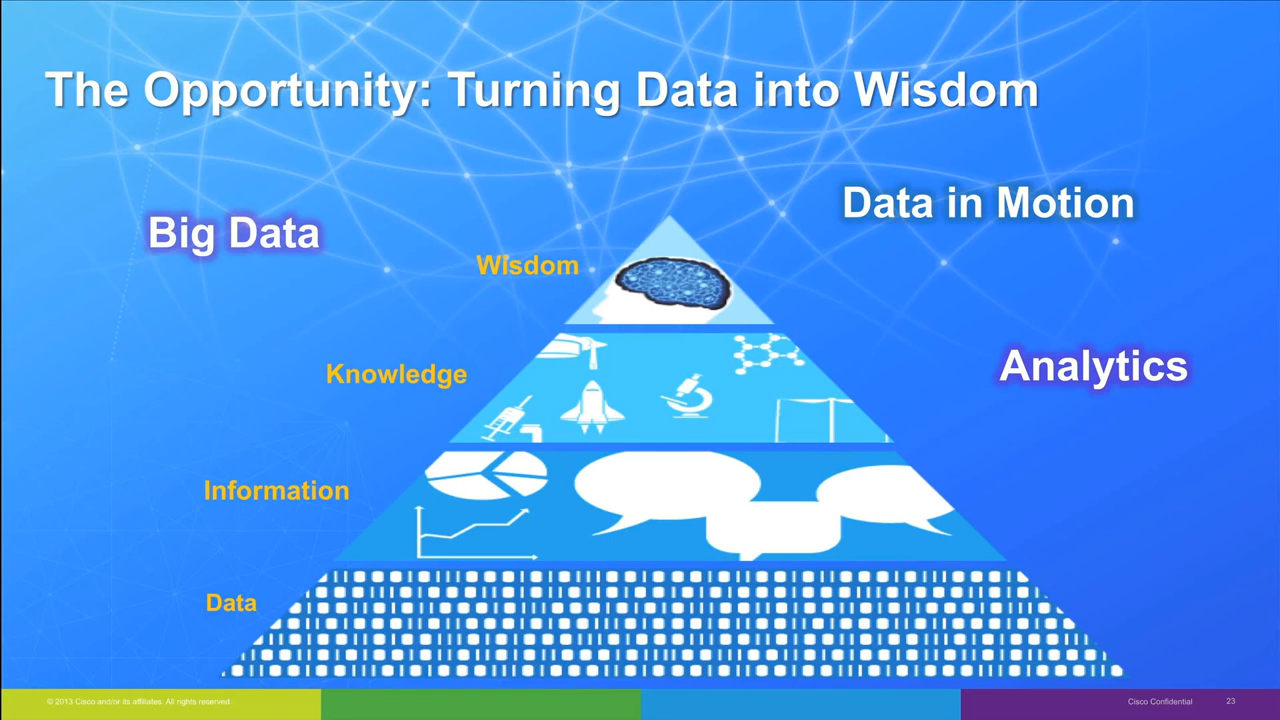 The Opportunity: Turning Data into Wisdom
Data in Motion
Big Data
Wisdom
Analytics
Knowledge
Information
Data
© 2013 Cisco and/or its affiliates. All rights reserved.
Cisco Confidential
23